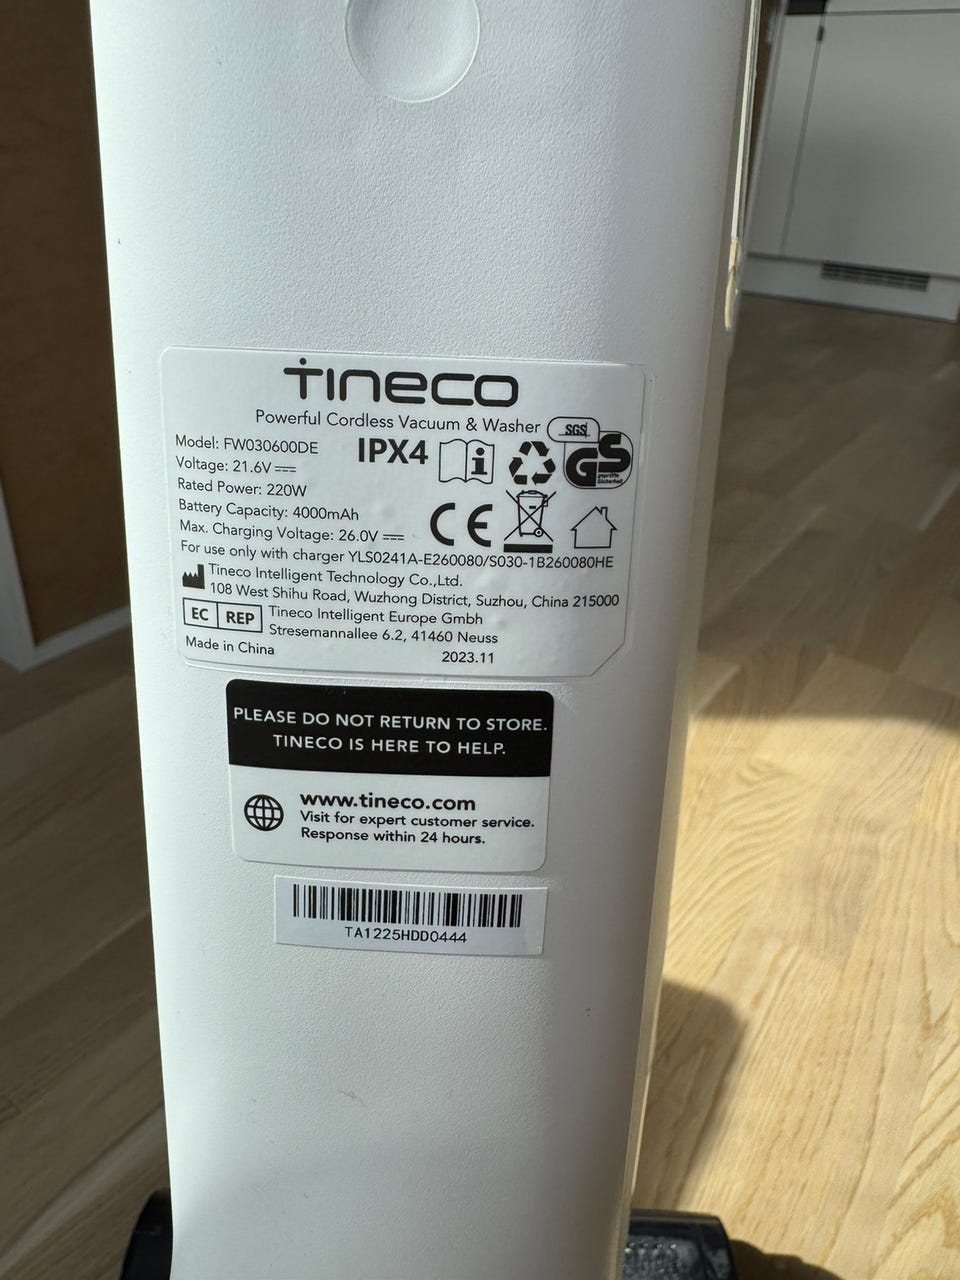 TINECO
Powerful Cordless Vacuum & Washer
SGS
Model: FW030600DE
IPX4
Voltage: 21.6V
GS
geprüfte
Sicherheit
Rated Power: 220W
Battery Capacity: 4000mAh
CE
Max. Charging Voltage: 26.0V
For use only with charger YLS0241A-E260080/S030-1B260080HE
Tineco Intelligent Technology Co.,Ltd.
108 West Shihu Road, Wuzhong District, Suzhou, China 215000
EC REP
Tineco Intelligent Europe Gmbh
Stresemannallee 6.2, 41460 Neuss
Made in China
2023.11
PLEASE DO NOT RETURN TO STORE.
TINECO IS HERE TO HELP.
www.tineco.com
Visit for expert customer service.
Response within 24 hours.
TA1225HDD0444